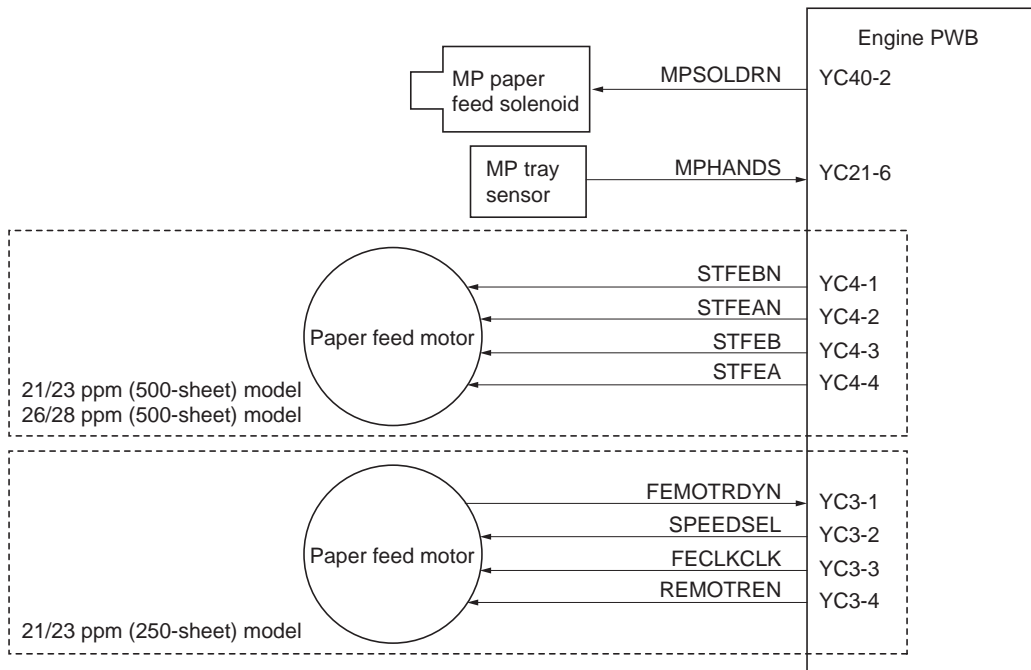 Engine PWB
MP paper
feed solenoid
MPSOLDRN
YC40-2
MP tray
sensor
MPHANDS
YC21-6
Paper feed motor
STFEBN
YC4-1
STFEAN
YC4-2
STFEB
YC4-3
STFEA
YC4-4
21/23 ppm (500-sheet) model
26/28 ppm (500-sheet) model
Paper feed motor
FEMOTRDYN
YC3-1
SPEEDSEL
YC3-2
FECLKCLK
YC3-3
REMOTREN
YC3-4
21/23 ppm (250-sheet) model